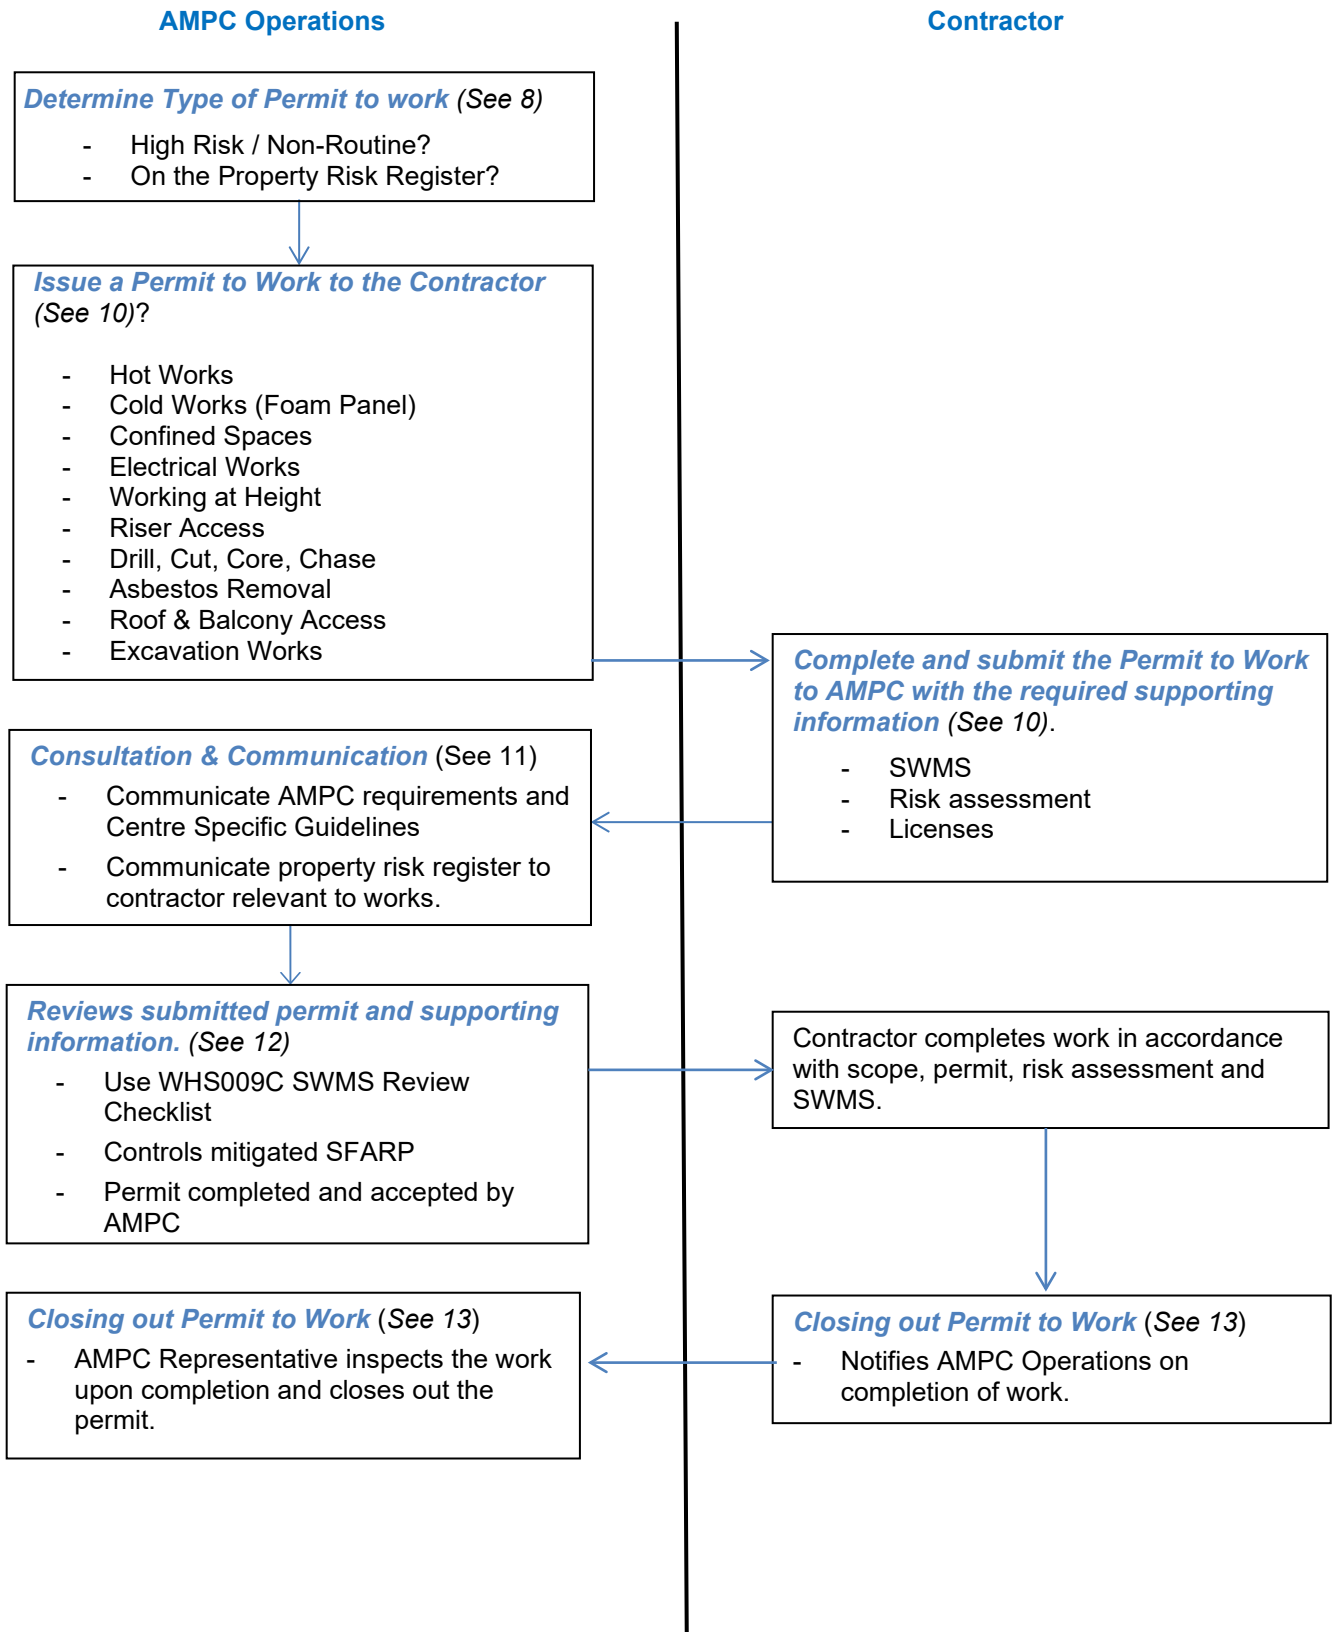 AMPC Operations
Contractor
Determine Type of Permit to work (See 8)
- High Risk / Non-Routine?
- On the Property Risk Register?
Issue a Permit to Work to the Contractor
(See 10)?
- Hot Works
- Cold Works (Foam Panel)
- Confined Spaces
- Electrical Works
- Working at Height
- Riser Access
- Drill, Cut, Core, Chase
- Asbestos Removal
- Roof & Balcony Access
- Excavation Works
Complete and submit the Permit to Work
to AMPC with the required supporting
information (See 10).
- SWMS
- Risk assessment
- Licenses
Consultation & Communication (See 11)
- Communicate AMPC requirements and
Centre Specific Guidelines
- Communicate property risk register to
contractor relevant to works.
Reviews submitted permit and supporting
information. (See 12)
- Use WHS009C SWMS Review
Checklist
- Controls mitigated SFARP
- Permit completed and accepted by
AMPC
Contractor completes work in accordance
with scope, permit, risk assessment and
SWMS.
Closing out Permit to Work (See 13)
- Notifies AMPC Operations on
completion of work.
Closing out Permit to Work (See 13)
- AMPC Representative inspects the work
upon completion and closes out the
permit.